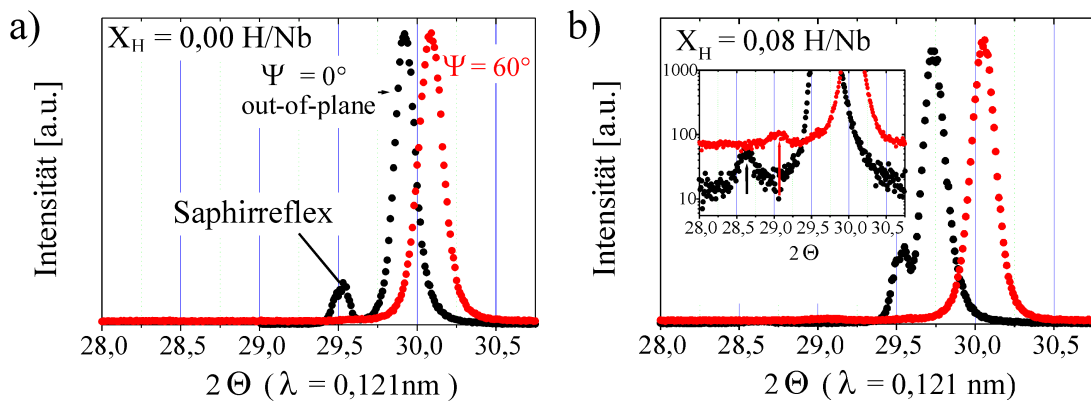 a)
X_H = 0,00 H/Nb
Ψ = 0°
out-of-plane
Ψ = 60°
Saphirreflex
Intensität [a.u.]
28,0 28,5 29,0 29,5 30,0 30,5
2 Θ ( λ = 0,121nm )
b)
X_H = 0,08 H/Nb
1000
100
10
28,0 28,5 29,0 29,5 30,0 30,5
2 Θ
Intensität [a.u.]
28,0 28,5 29,0 29,5 30,0 30,5
2 Θ ( λ = 0,121 nm)